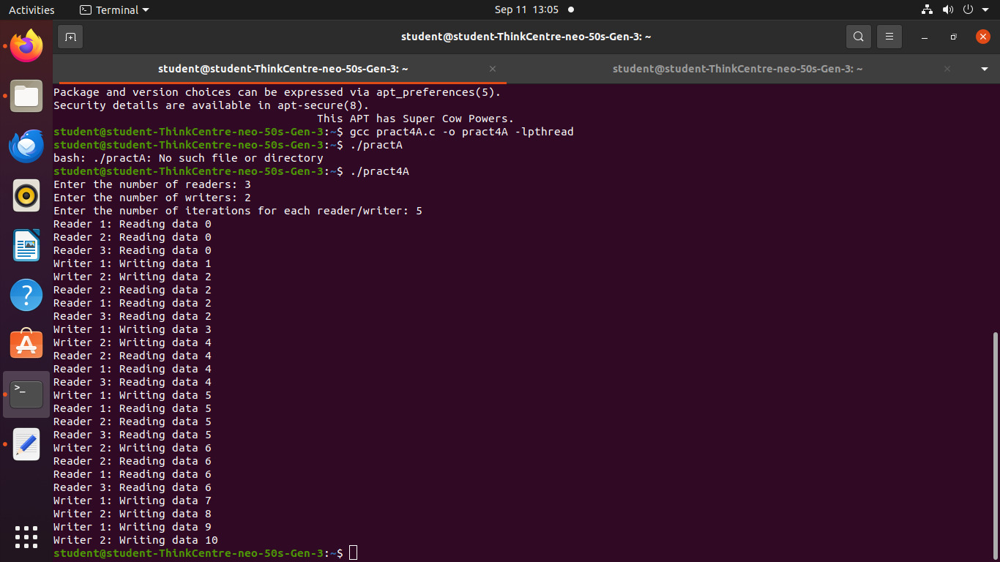 Activities Terminal Sep 11 13:05
student@student-ThinkCentre-neo-50s-Gen-3: ~
student@student-ThinkCentre-neo-50s-Gen-3: ~ student@student-ThinkCentre-neo-50s-Gen-3: ~
Package and version choices can be expressed via apt_preferences(5).
Security details are available in apt-secure(8).
This APT has Super Cow Powers.
student@student-ThinkCentre-neo-50s-Gen-3:~$ gcc pract4A.c -o pract4A -lpthread
student@student-ThinkCentre-neo-50s-Gen-3:~$ ./practA
bash: ./practA: No such file or directory
student@student-ThinkCentre-neo-50s-Gen-3:~$ ./pract4A
Enter the number of readers: 3
Enter the number of writers: 2
Enter the number of iterations for each reader/writer: 5
Reader 1: Reading data 0
Reader 2: Reading data 0
Reader 3: Reading data 0
Writer 1: Writing data 1
Writer 2: Writing data 2
Reader 2: Reading data 2
Reader 1: Reading data 2
Reader 3: Reading data 2
Writer 1: Writing data 3
Writer 2: Writing data 4
Reader 2: Reading data 4
Reader 1: Reading data 4
Reader 3: Reading data 4
Writer 1: Writing data 5
Reader 1: Reading data 5
Reader 2: Reading data 5
Reader 3: Reading data 5
Writer 2: Writing data 6
Reader 2: Reading data 6
Reader 1: Reading data 6
Reader 3: Reading data 6
Writer 1: Writing data 7
Writer 2: Writing data 8
Writer 1: Writing data 9
Writer 2: Writing data 10
student@student-ThinkCentre-neo-50s-Gen-3:~$